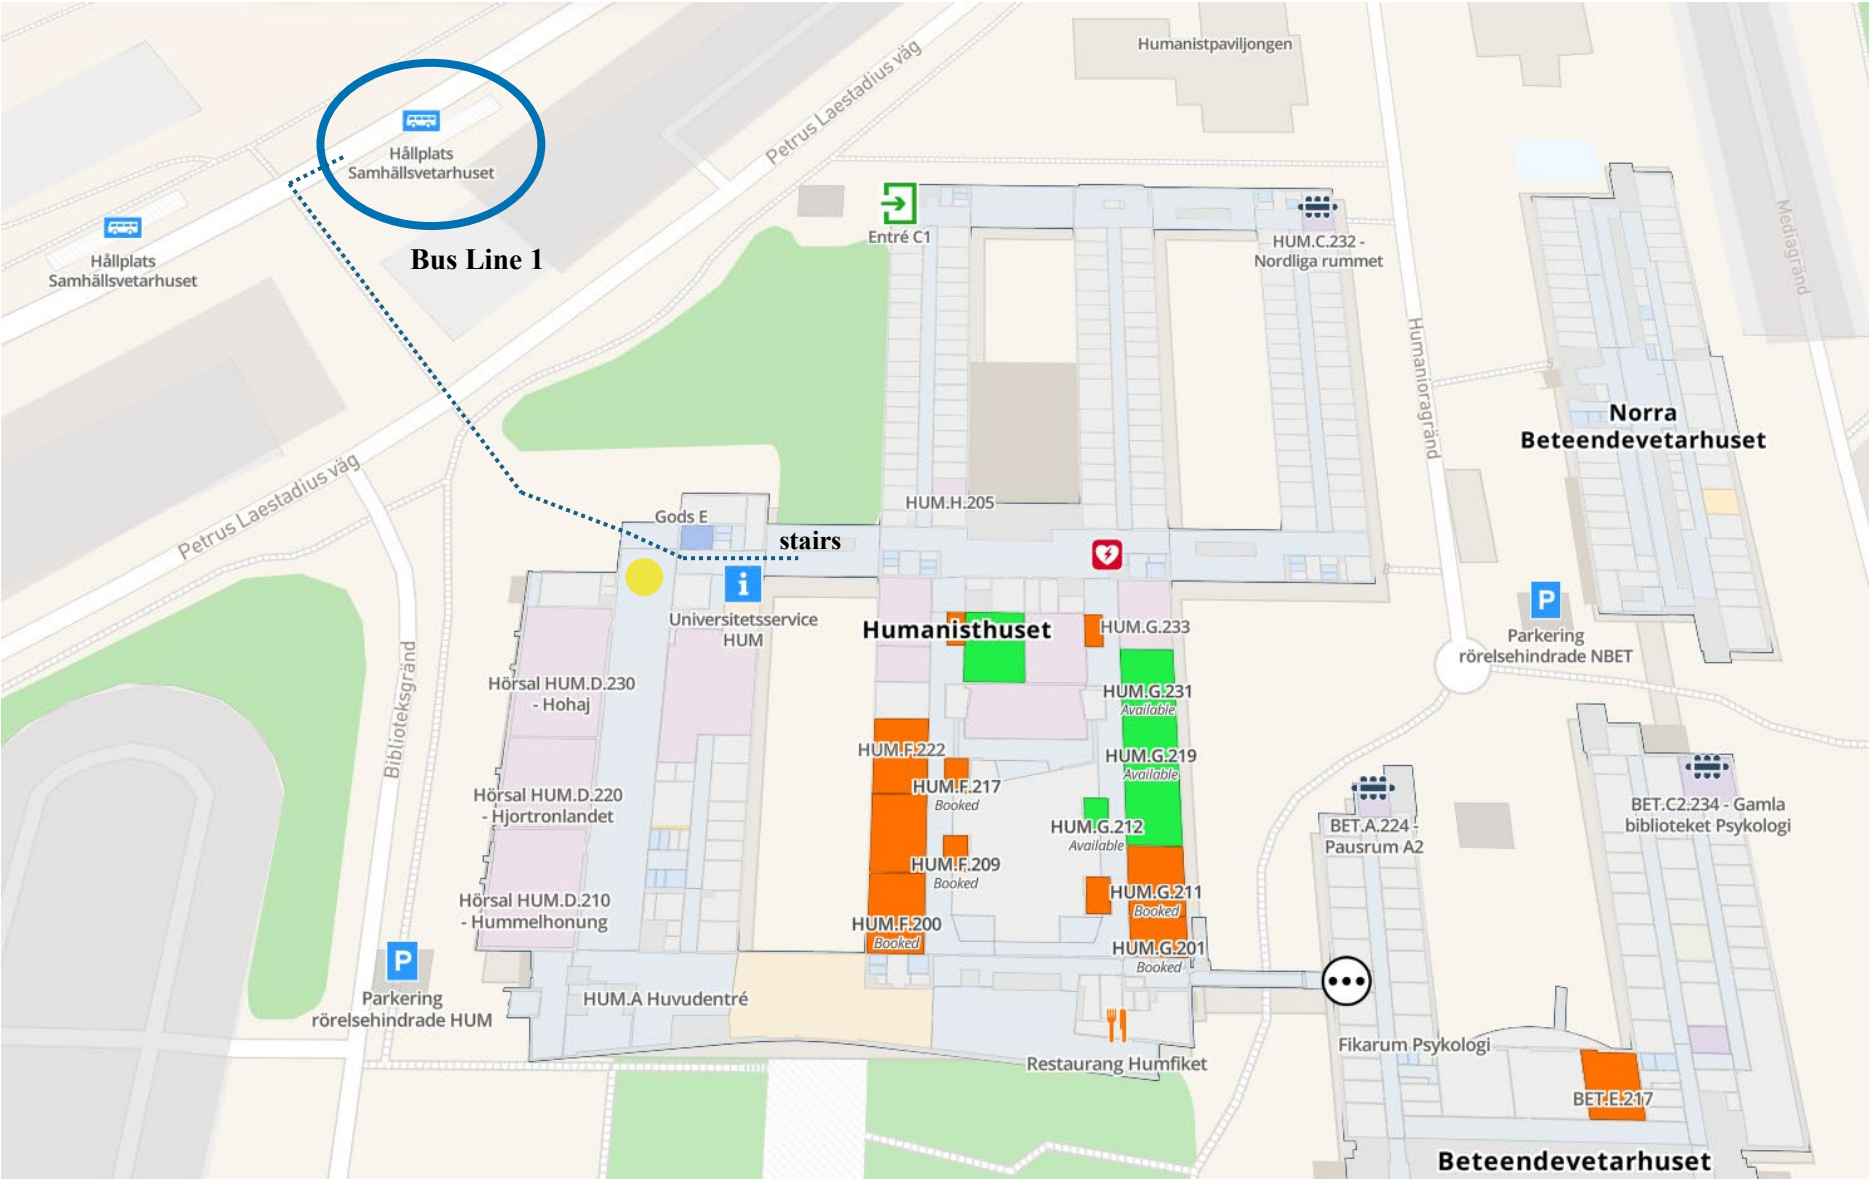 Humanistpaviljongen
Petrus Laestadius väg
Hållplats
Samhällsvetarhuset
Bus Line 1
Hållplats
Samhällsvetarhuset
Entré C1
HUM.C.232 -
Nordliga rummet
Mediagränd
Humanioragränd
Norra
Beteendevetarhuset
Petrus Laestadius väg
HUM.H.205
Gods E
stairs
i
Universitetsservice
HUM
Humanisthuset
HUM.G.233
P
Parkering
rörelsehindrade NBET
Biblioteksgränd
Hörsal HUM.D.230
- Hohaj
HUM.G.231
Available
HUM.F.222
HUM.G.219
Available
HUM.F.217
Booked
Hörsal HUM.D.220
- Hjortronlandet
HUM.G.212
Available
BET.A.224 -
Pausrum A2
BET.C2.234 - Gamla
biblioteket Psykologi
HUM.F.209
Booked
Hörsal HUM.D.210
- Hummelhonung
HUM.G.211
Booked
HUM.F.200
Booked
HUM.G.201
Booked
P
Parkering
rörelsehindrade HUM
HUM.A Huvudentré
Restaurang Humfiket
Fikarum Psykologi
BET.E.217
Beteendevetarhuset